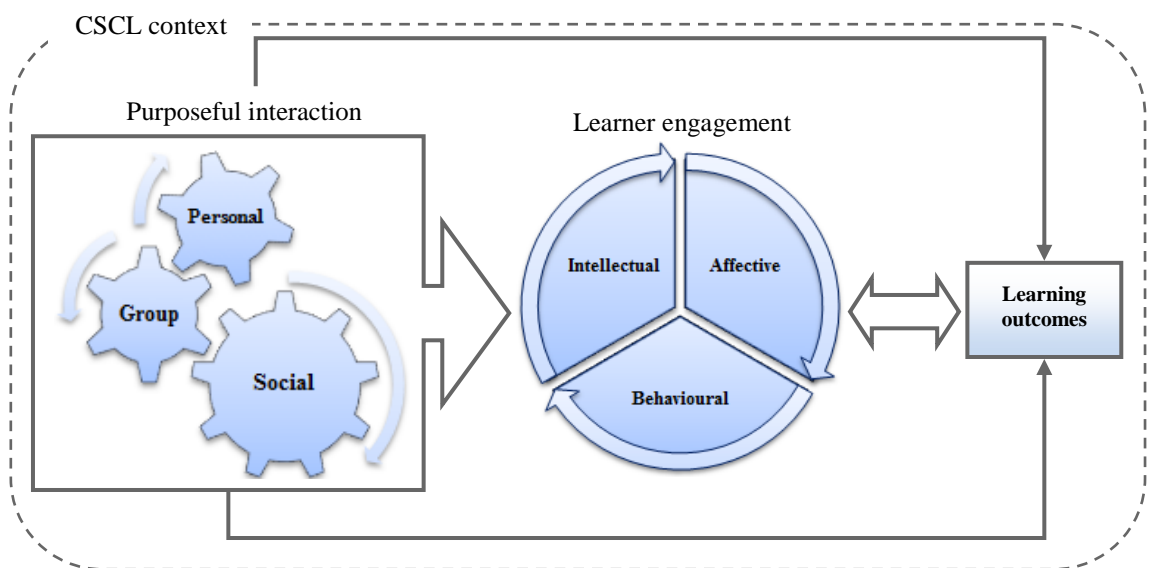 CSCL context
Purposeful interaction
Learner engagement
Personal
Group
Social
Intellectual
Affective
Behavioural
Learning
outcomes